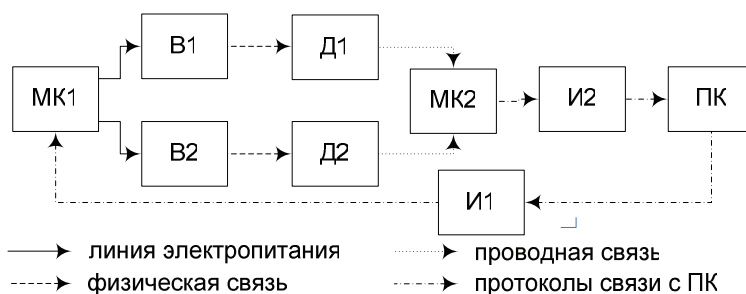 В1
Д1
МК1
МК2
И2
ПК
В2
Д2
И1
линия электропитания
проводная связь
физическая связь
протоколы связи с ПК